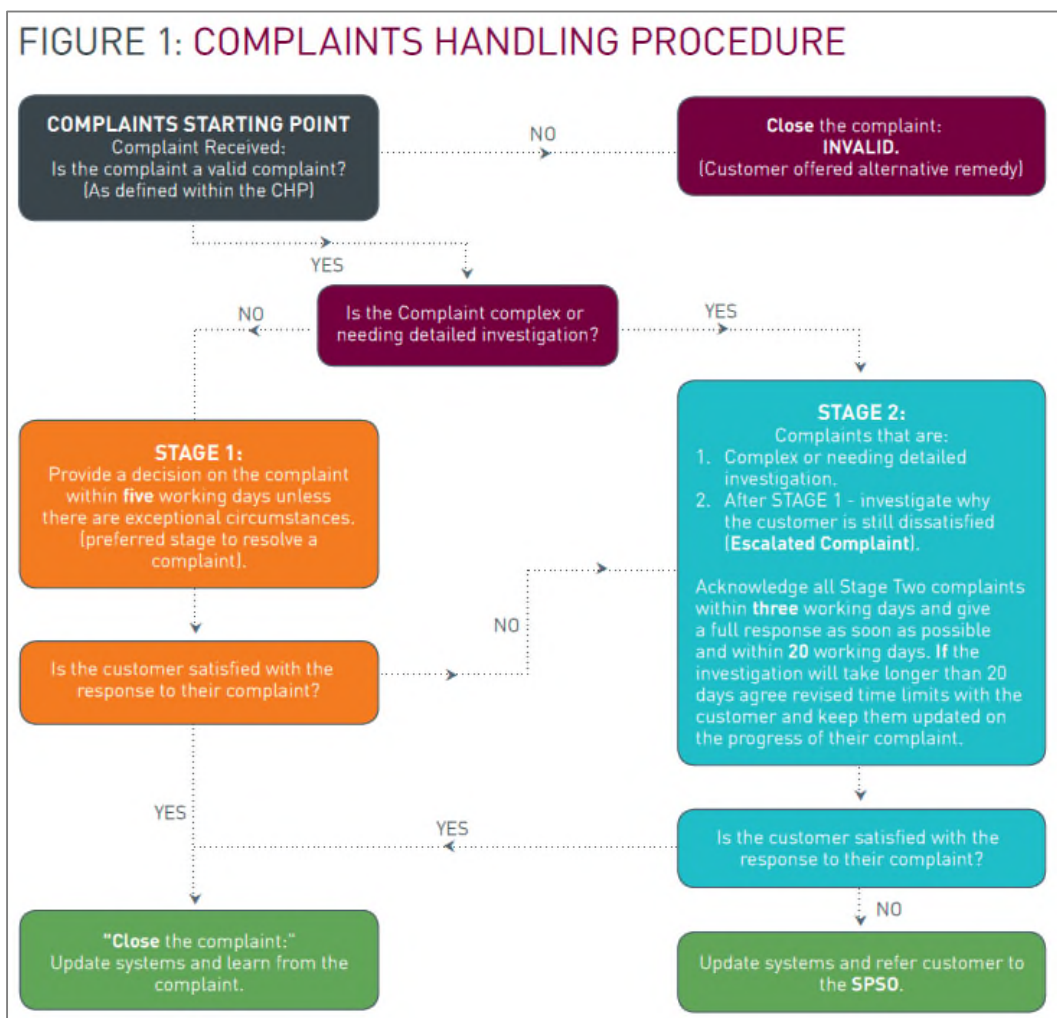 FIGURE 1: COMPLAINTS HANDLING PROCEDURE
COMPLAINTS STARTING POINT
Complaint Received:
Is the complaint a valid complaint?
(As defined within the CHP)
NO
Close the complaint:
INVALID.
(Customer offered alternative remedy)
YES
Is the Complaint complex or
needing detailed investigation?
NO
YES
STAGE 1:
Provide a decision on the complaint
within five working days unless
there are exceptional circumstances.
(preferred stage to resolve a
complaint).
STAGE 2:
Complaints that are:
1. Complex or needing detailed
investigation.
2. After STAGE 1 - investigate why
the customer is still dissatisfied
(Escalated Complaint).
Acknowledge all Stage Two complaints
within three working days and give
a full response as soon as possible
and within 20 working days. If the
investigation will take longer than 20
days agree revised time limits with the
customer and keep them updated on
the progress of their complaint.
NO
Is the customer satisfied with the
response to their complaint?
YES
YES
Is the customer satisfied with the
response to their complaint?
NO
"Close the complaint:"
Update systems and learn from the
complaint.
Update systems and refer customer to
the SPSO.